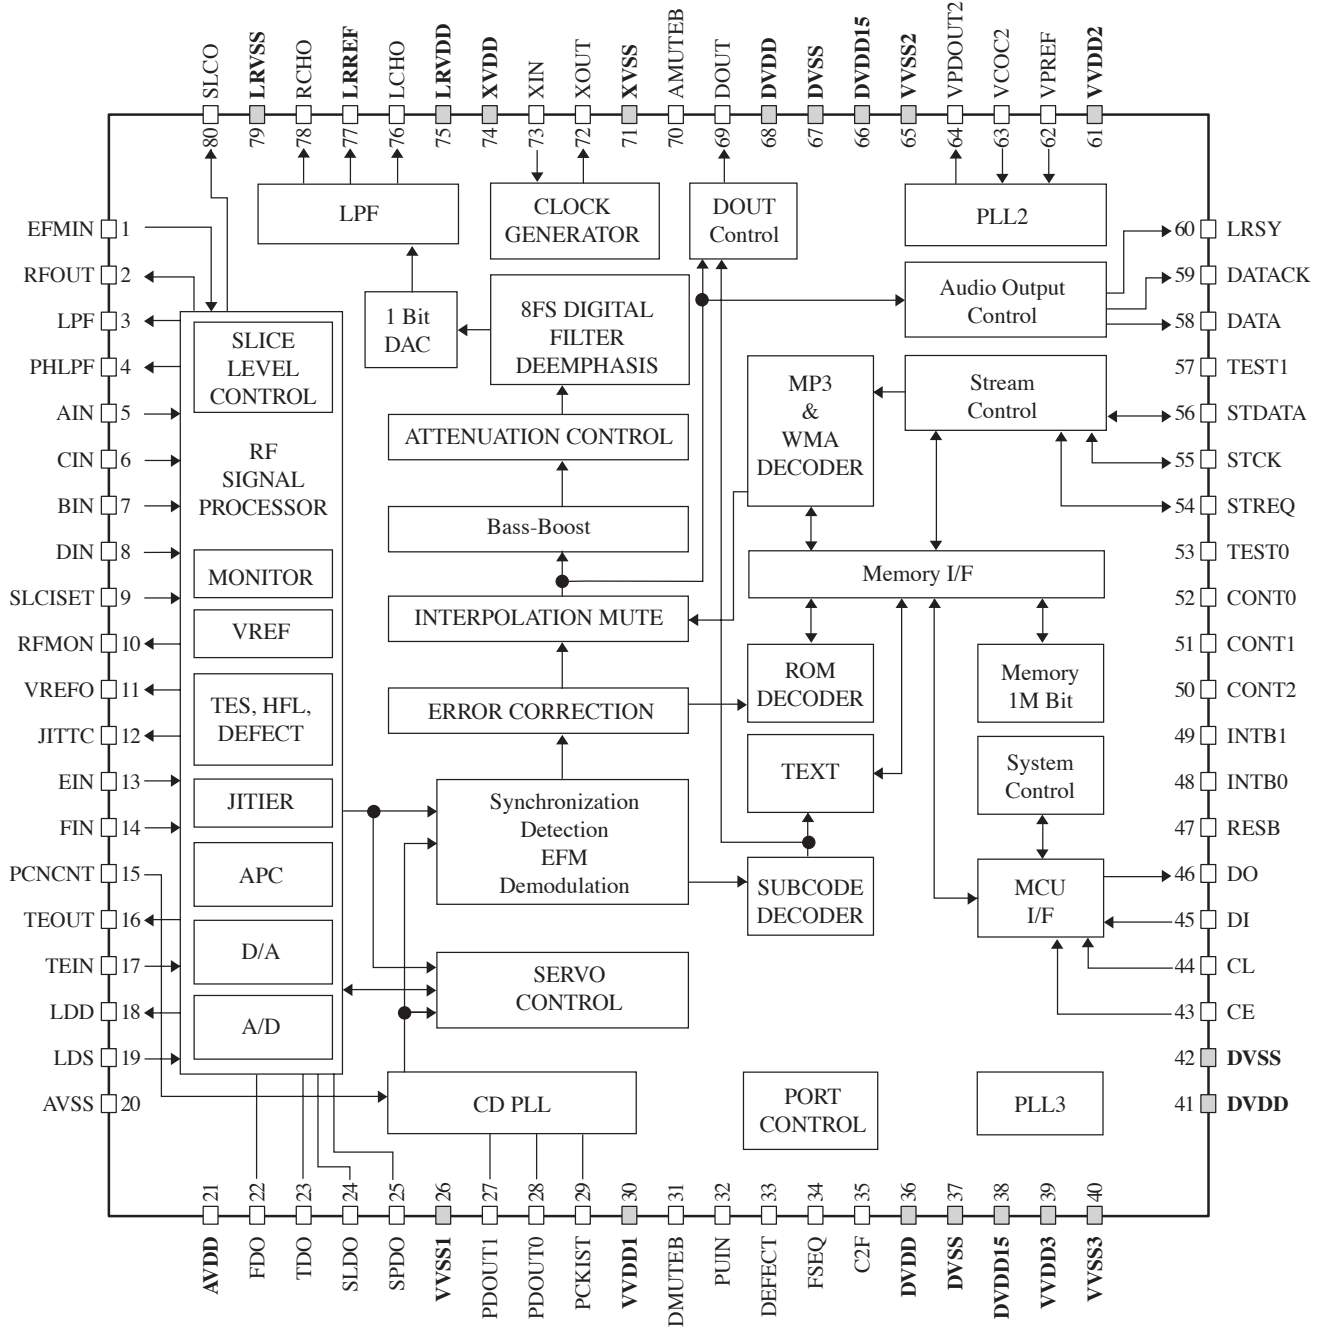 80 SLCO
79 LRVSS
78 RCHO
77 LRREF
76 LCHO
75 LRVDD
74 XVDD
73 XIN
72 XOUT
71 XVSS
70 AMUTEB
69 DOUT
68 DVDD
67 DVSS
66 DVDD15
65 VVSS2
64 VPDOUT2
63 VCOC2
62 VPREF
61 VVDD2
EFMIN 1
RFOUT 2
LPF 3
PHLPF 4
AIN 5
CIN 6
BIN 7
DIN 8
SLCISET 9
RFMON 10
VREFO 11
JITTC 12
EIN 13
FIN 14
PCNCNT 15
TEOUT 16
TEIN 17
LDD 18
LDS 19
AVSS 20
LPF
CLOCK
GENERATOR
DOUT
Control
PLL2
1 Bit
DAC
8FS DIGITAL
FILTER
DEEMPHASIS
Audio Output
Control
SLICE
LEVEL
CONTROL
RF
SIGNAL
PROCESSOR
MONITOR
VREF
TES, HFL,
DEFECT
JITIER
APC
D/A
A/D
ATTENUATION CONTROL
Bass-Boost
INTERPOLATION MUTE
ERROR CORRECTION
Synchronization
Detection
EFM
Demodulation
SERVO
CONTROL
CD PLL
MP3
&
WMA
DECODER
Stream
Control
Memory I/F
ROM
DECODER
Memory
1M Bit
TEXT
System
Control
SUBCODE
DECODER
MCU
I/F
PORT
CONTROL
PLL3
60 LRSY
59 DATACK
58 DATA
57 TEST1
56 STDATA
55 STCK
54 STREQ
53 TEST0
52 CONT0
51 CONT1
50 CONT2
49 INTB1
48 INTB0
47 RESB
46 DO
45 DI
44 CL
43 CE
42 DVSS
41 DVDD
AVDD 21
FDO 22
TDO 23
SLDO 24
SPDO 25
VVSS1 26
PDOUT1 27
PDOUT0 28
PCKIST 29
VVDD1 30
DMUTEB 31
PUIN 32
DEFECT 33
FSEQ 34
C2F 35
DVDD 36
DVSS 37
DVDD15 38
VVDD3 39
VVSS3 40